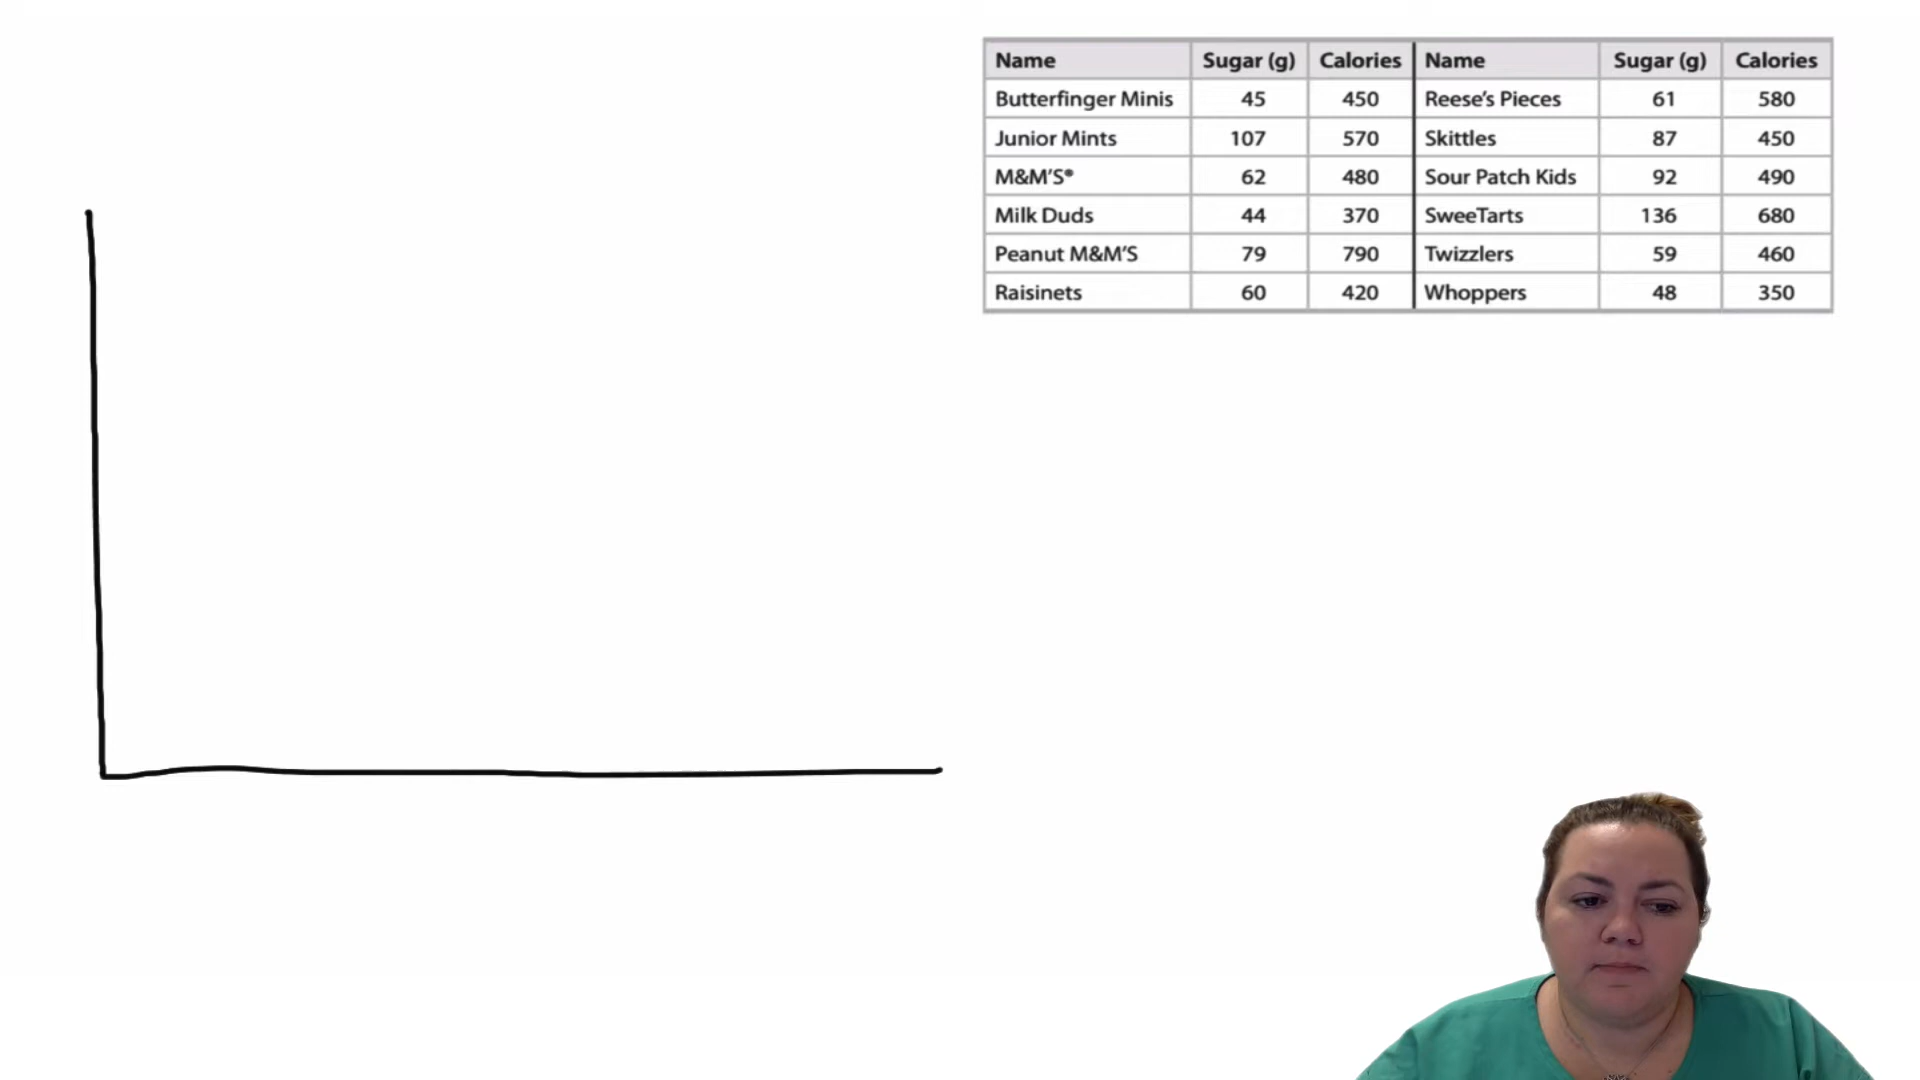 Name Sugar (g) Calories Name Sugar (g) Calories
Butterfinger Minis 45 450 Reese's Pieces 61 580
Junior Mints 107 570 Skittles 87 450
M&M'S® 62 480 Sour Patch Kids 92 490
Milk Duds 44 370 SweeTarts 136 680
Peanut M&M'S 79 790 Twizzlers 59 460
Raisinets 60 420 Whoppers 48 350